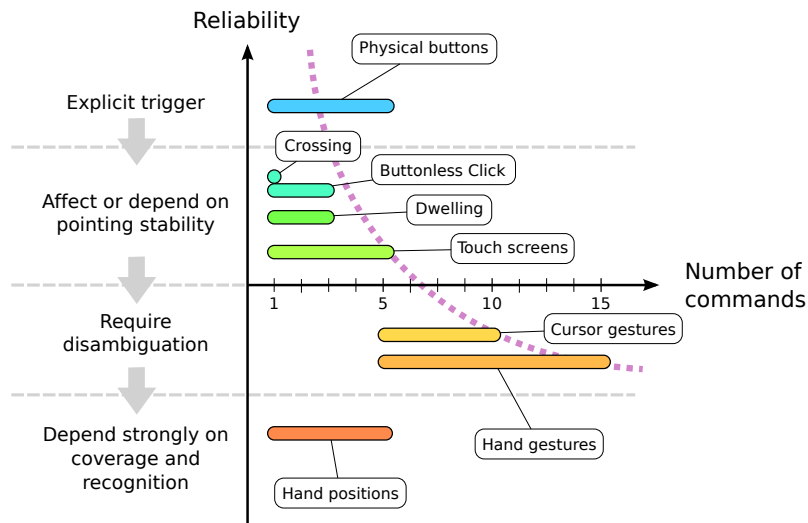 Reliability
Physical buttons
Explicit trigger
Crossing
Buttonless Click
Affect or depend on
pointing stability
Dwelling
Touch screens
Number of
commands
1 5 10 15
Require
disambiguation
Cursor gestures
Hand gestures
Depend strongly on
coverage and
recognition
Hand positions